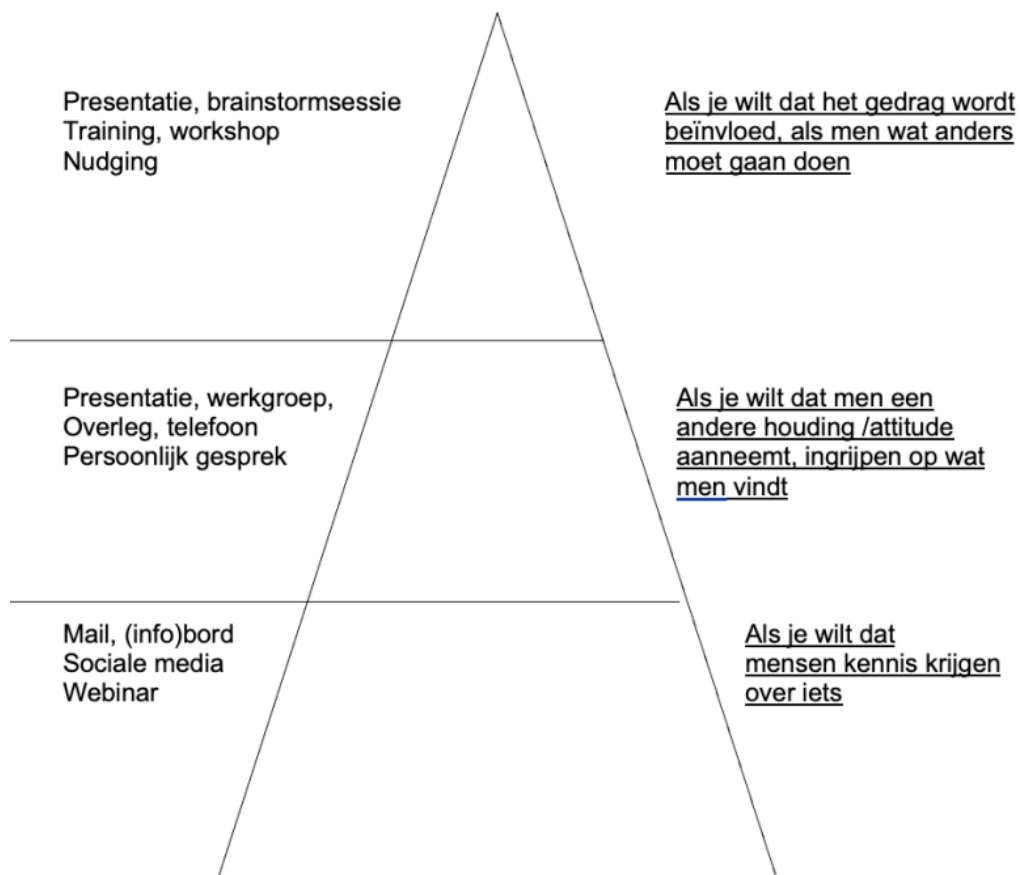 Presentatie, brainstormsessie
Training, workshop
Nudging
Als je wilt dat het gedrag wordt
beïnvloed, als men wat anders
moet gaan doen
Presentatie, werkgroep,
Overleg, telefoon
Persoonlijk gesprek
Als je wilt dat men een
andere houding /attitude
aanneemt, ingrijpen op wat
men vindt
Mail, (info)bord
Sociale media
Webinar
Als je wilt dat
mensen kennis krijgen
over iets